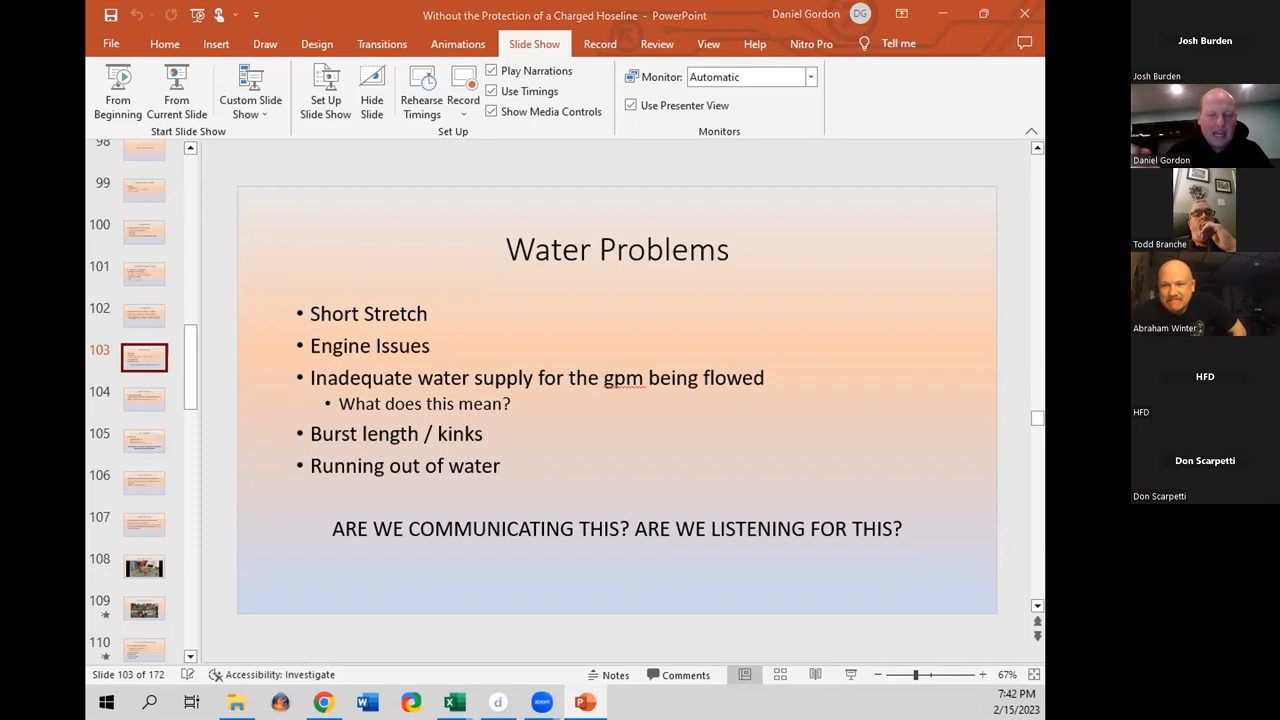 Without the Protection of a Charged Hoseline - PowerPoint
Daniel Gordon
DG
File
Home
Insert
Draw
Design
Transitions
Animations
Slide Show
Record
Review
View
Help
Nitro Pro
Tell me
From
Beginning
From
Current Slide
Custom Slide
Show
Set Up
Slide Show
Hide
Slide
Rehearse
Timings
Record
Play Narrations
Use Timings
Show Media Controls
Monitor:
Automatic
Use Presenter View
Start Slide Show
Set Up
Monitors
98
99
100
101
102
103
104
105
106
107
108
109
110
Water Problems
• Short Stretch
• Engine Issues
• Inadequate water supply for the gpm being flowed
• What does this mean?
• Burst length / kinks
• Running out of water
ARE WE COMMUNICATING THIS? ARE WE LISTENING FOR THIS?
Slide 103 of 172
Accessibility: Investigate
Notes
Comments
67%
zoom
7:42 PM
2/15/2023
Josh Burden
Josh Burden
Daniel Gordon
Todd Branche
Abraham Winter
HFD
HFD
Don Scarpetti
Don Scarpetti